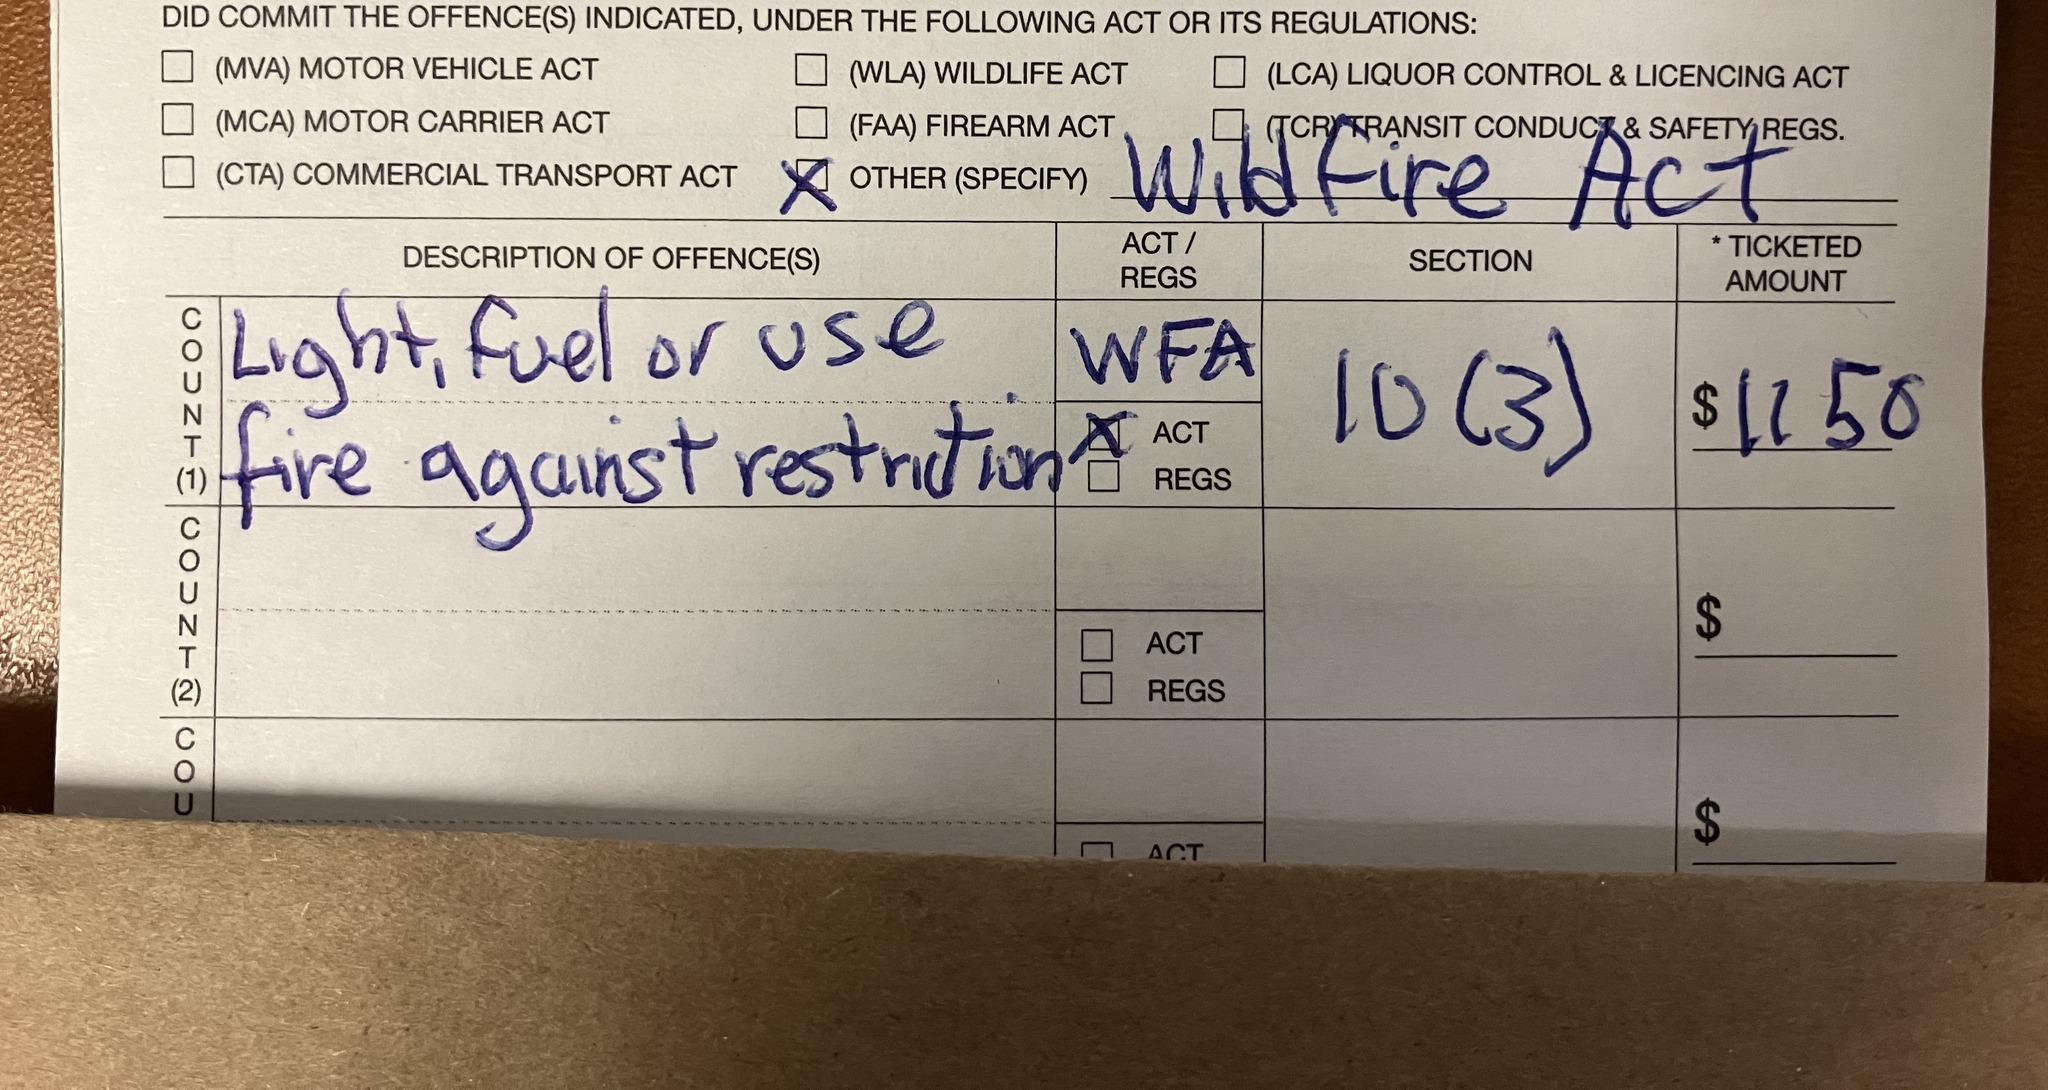 DID COMMIT THE OFFENCE(S) INDICATED, UNDER THE FOLLOWING ACT OR ITS REGULATIONS:
(MVA) MOTOR VEHICLE ACT (WLA) WILDLIFE ACT (LCA) LIQUOR CONTROL & LICENCING ACT
(MCA) MOTOR CARRIER ACT (FAA) FIREARM ACT (TCR) TRANSIT CONDUCT & SAFETY REGS.
(CTA) COMMERCIAL TRANSPORT ACT X OTHER (SPECIFY) Wildfire Act
DESCRIPTION OF OFFENCE(S) ACT / REGS SECTION * TICKETED AMOUNT
COUNT (1) Light, fuel or use WFA 10 (3) $ 1150
fire against restriction X ACT
REGS
COUNT (2) $
ACT
REGS
COU $
ACT